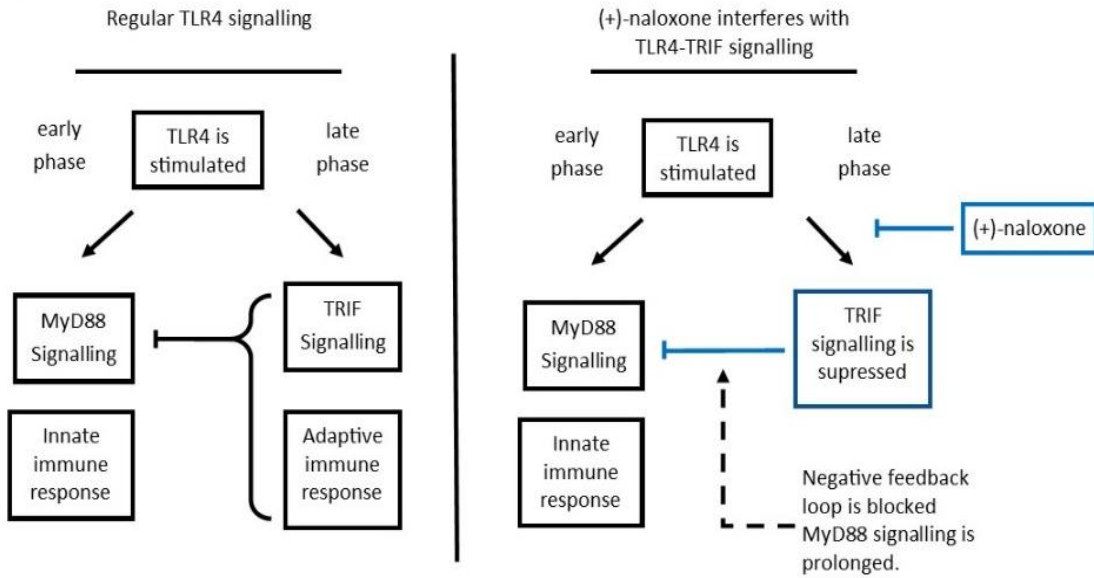 Regular TLR4 signalling
early
phase
TLR4 is
stimulated
late
phase
MyD88
Signalling
TRIF
Signalling
Innate
immune
response
Adaptive
immune
response
(+)-naloxone interferes with
TLR4-TRIF signalling
early
phase
TLR4 is
stimulated
late
phase
(+)-naloxone
MyD88
Signalling
TRIF
signalling is
supressed
Innate
immune
response
Negative feedback
loop is blocked
MyD88 signalling is
prolonged.